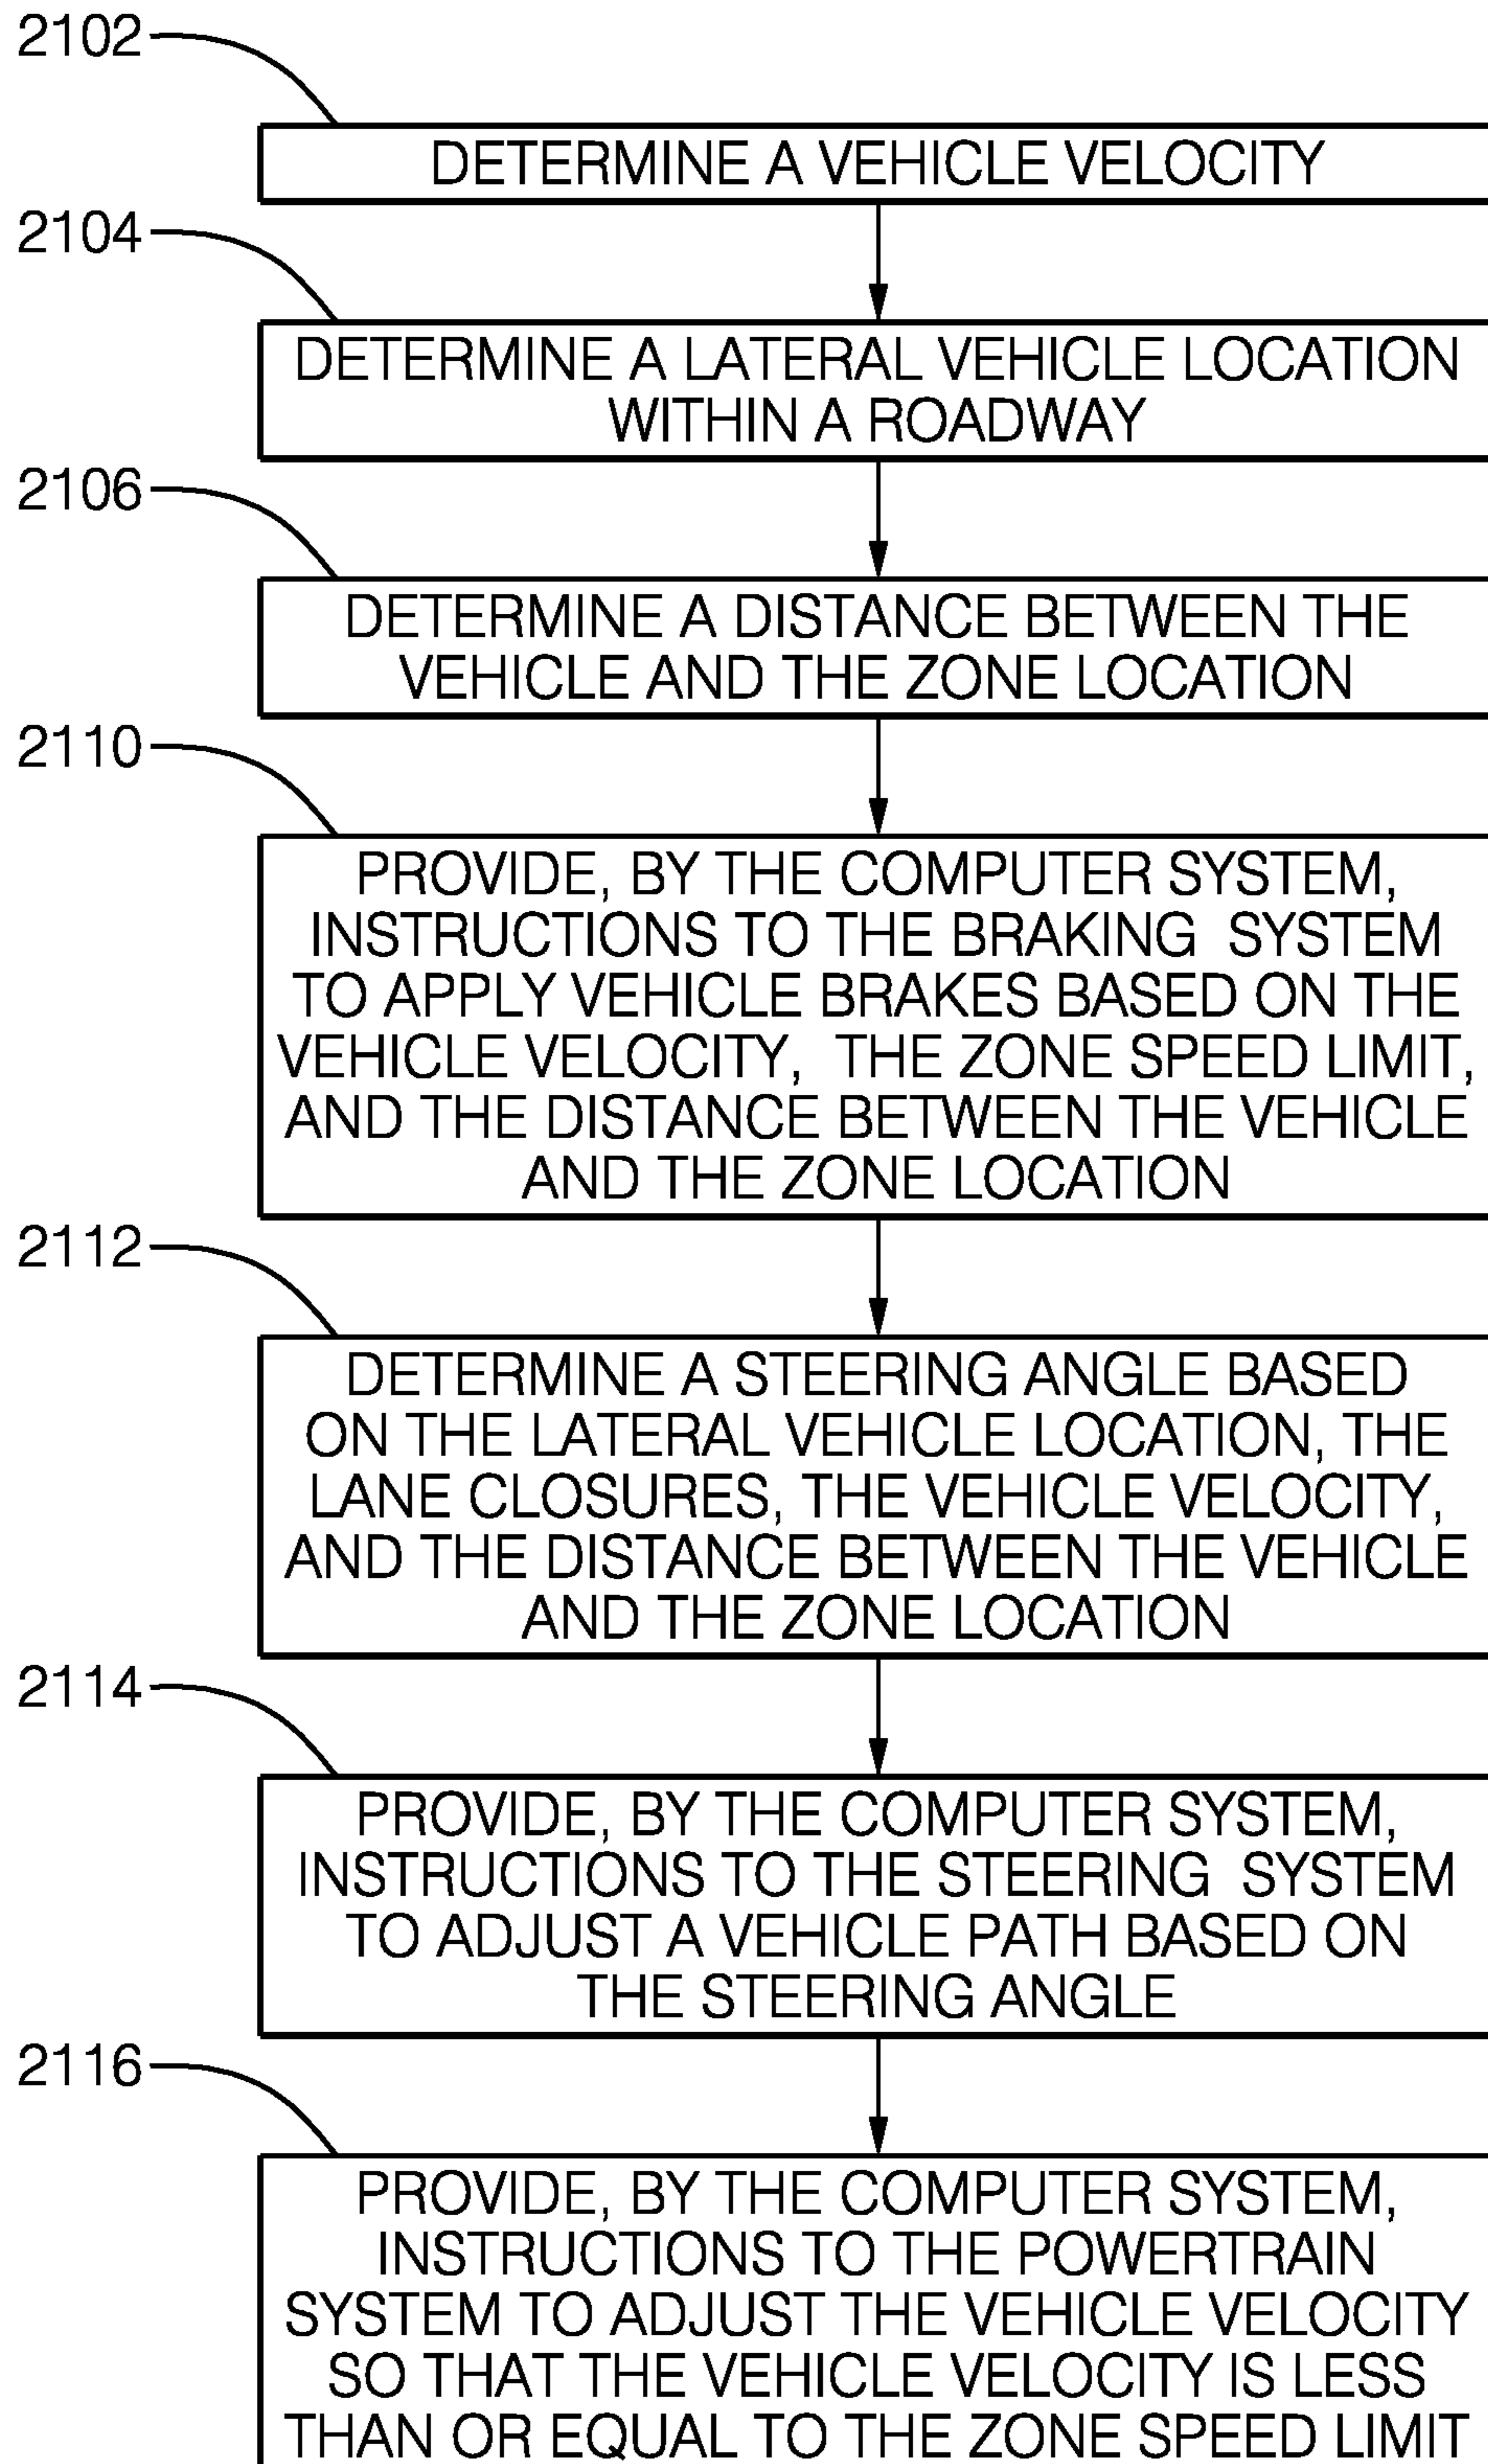 2102
DETERMINE A VEHICLE VELOCITY
2104
DETERMINE A LATERAL VEHICLE LOCATION
WITHIN A ROADWAY
2106
DETERMINE A DISTANCE BETWEEN THE
VEHICLE AND THE ZONE LOCATION
2110
PROVIDE, BY THE COMPUTER SYSTEM,
INSTRUCTIONS TO THE BRAKING SYSTEM
TO APPLY VEHICLE BRAKES BASED ON THE
VEHICLE VELOCITY, THE ZONE SPEED LIMIT,
AND THE DISTANCE BETWEEN THE VEHICLE
AND THE ZONE LOCATION
2112
DETERMINE A STEERING ANGLE BASED
ON THE LATERAL VEHICLE LOCATION, THE
LANE CLOSURES, THE VEHICLE VELOCITY,
AND THE DISTANCE BETWEEN THE VEHICLE
AND THE ZONE LOCATION
2114
PROVIDE, BY THE COMPUTER SYSTEM,
INSTRUCTIONS TO THE STEERING SYSTEM
TO ADJUST A VEHICLE PATH BASED ON
THE STEERING ANGLE
2116
PROVIDE, BY THE COMPUTER SYSTEM,
INSTRUCTIONS TO THE POWERTRAIN
SYSTEM TO ADJUST THE VEHICLE VELOCITY
SO THAT THE VEHICLE VELOCITY IS LESS
THAN OR EQUAL TO THE ZONE SPEED LIMIT